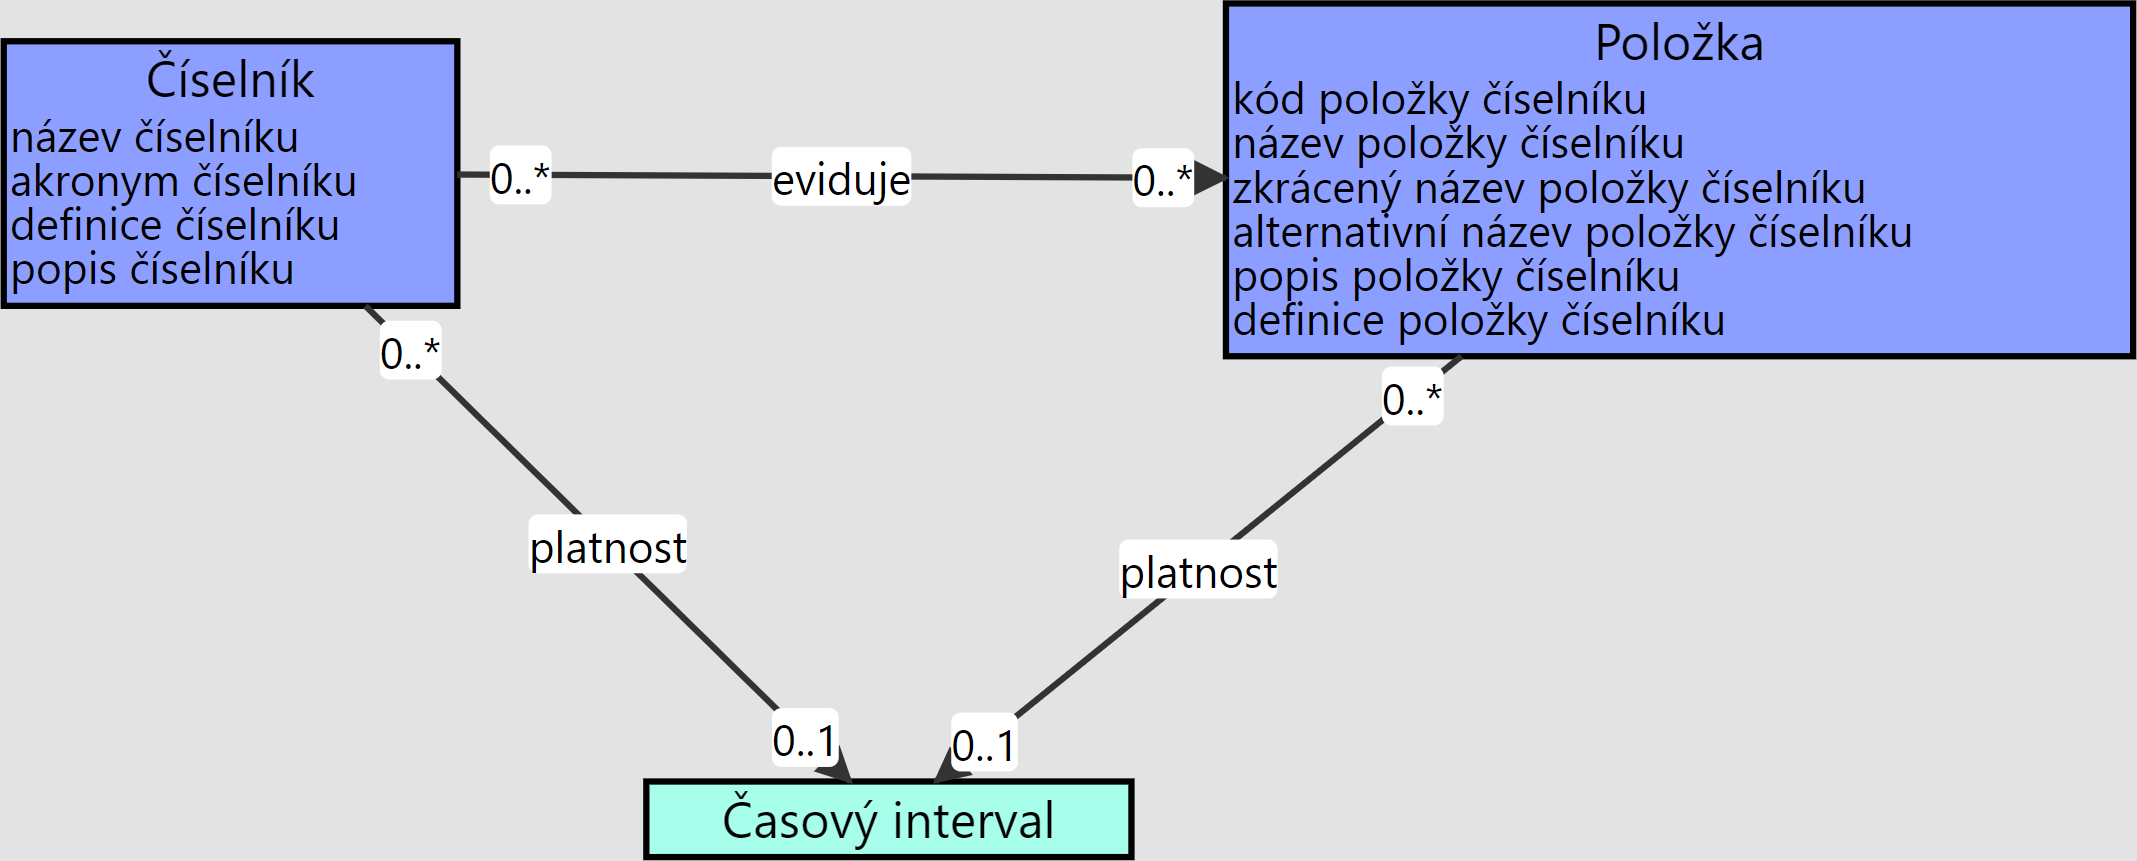 Číselník
název číselníku
akronym číselníku
definice číselníku
popis číselníku
0..*
eviduje
0..*
Položka
kód položky číselníku
název položky číselníku
zkrácený název položky číselníku
alternativní název položky číselníku
popis položky číselníku
definice položky číselníku
0..*
platnost
0..1
0..*
platnost
0..1
Časový interval